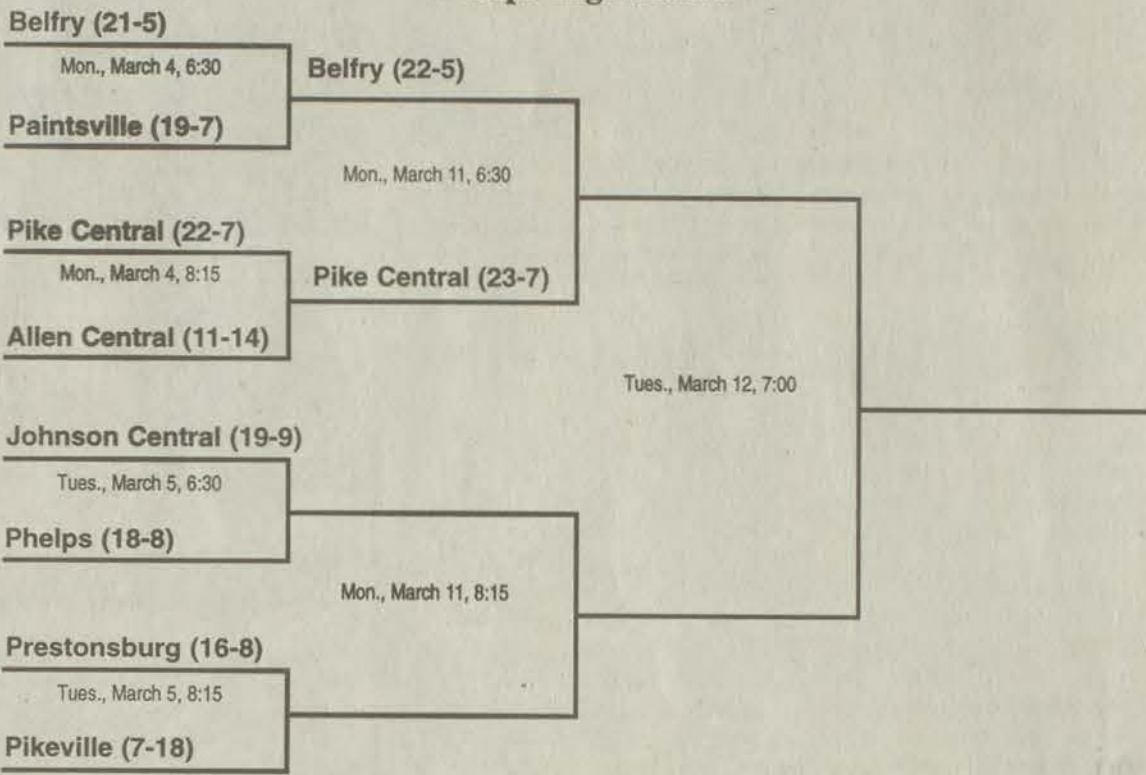 Belfry (21-5)
Mon., March 4, 6:30
Belfry (22-5)
Paintsville (19-7)
Mon., March 11, 6:30
Pike Central (22-7)
Mon., March 4, 8:15
Pike Central (23-7)
Allen Central (11-14)
Tues., March 12, 7:00
Johnson Central (19-9)
Tues., March 5, 6:30
Phelps (18-8)
Mon., March 11, 8:15
Prestonsburg (16-8)
Tues., March 5, 8:15
Pikeville (7-18)